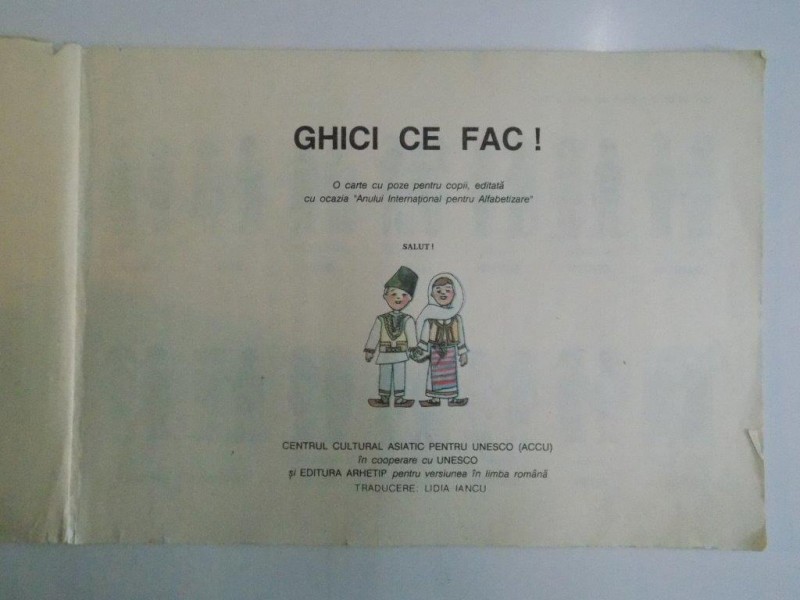 GHICI CE FAC !
O carte cu poze pentru copii, editată
cu ocazia "Anului Internațional pentru Alfabetizare"
SALUT!
CENTRUL CULTURAL ASIATIC PENTRU UNESCO (ACCU)
în cooperare cu UNESCO
și EDITURA ARHETIP pentru versiunea în limba română
TRADUCERE: LIDIA IANCU